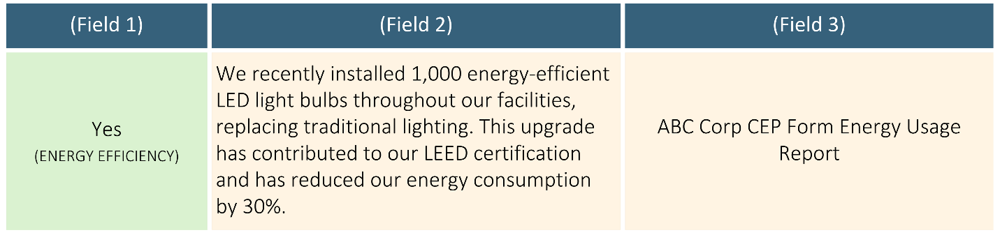 (Field 1)
(Field 2)
(Field 3)
Yes
(ENERGY EFFICIENCY)
We recently installed 1,000 energy-efficient
LED light bulbs throughout our facilities,
replacing traditional lighting. This upgrade
has contributed to our LEED certification
and has reduced our energy consumption
by 30%.
ABC Corp CEP Form Energy Usage
Report